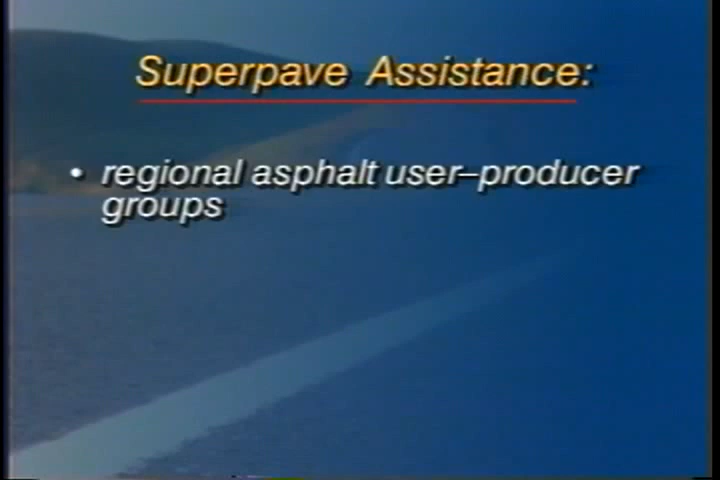 Superpave Assistance:
• regional asphalt user–producer
groups